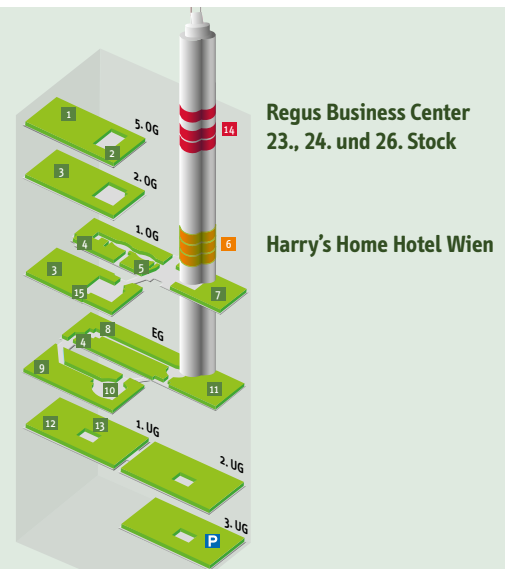 1
5. OG
Regus Business Center
14
23., 24. und 26. Stock
2
3
2. OG
1. OG
4
6
Harry's Home Hotel Wien
3
5
15
7
8
EG
4
9
10
11
12
13
1. UG
2. UG
3. UG
P